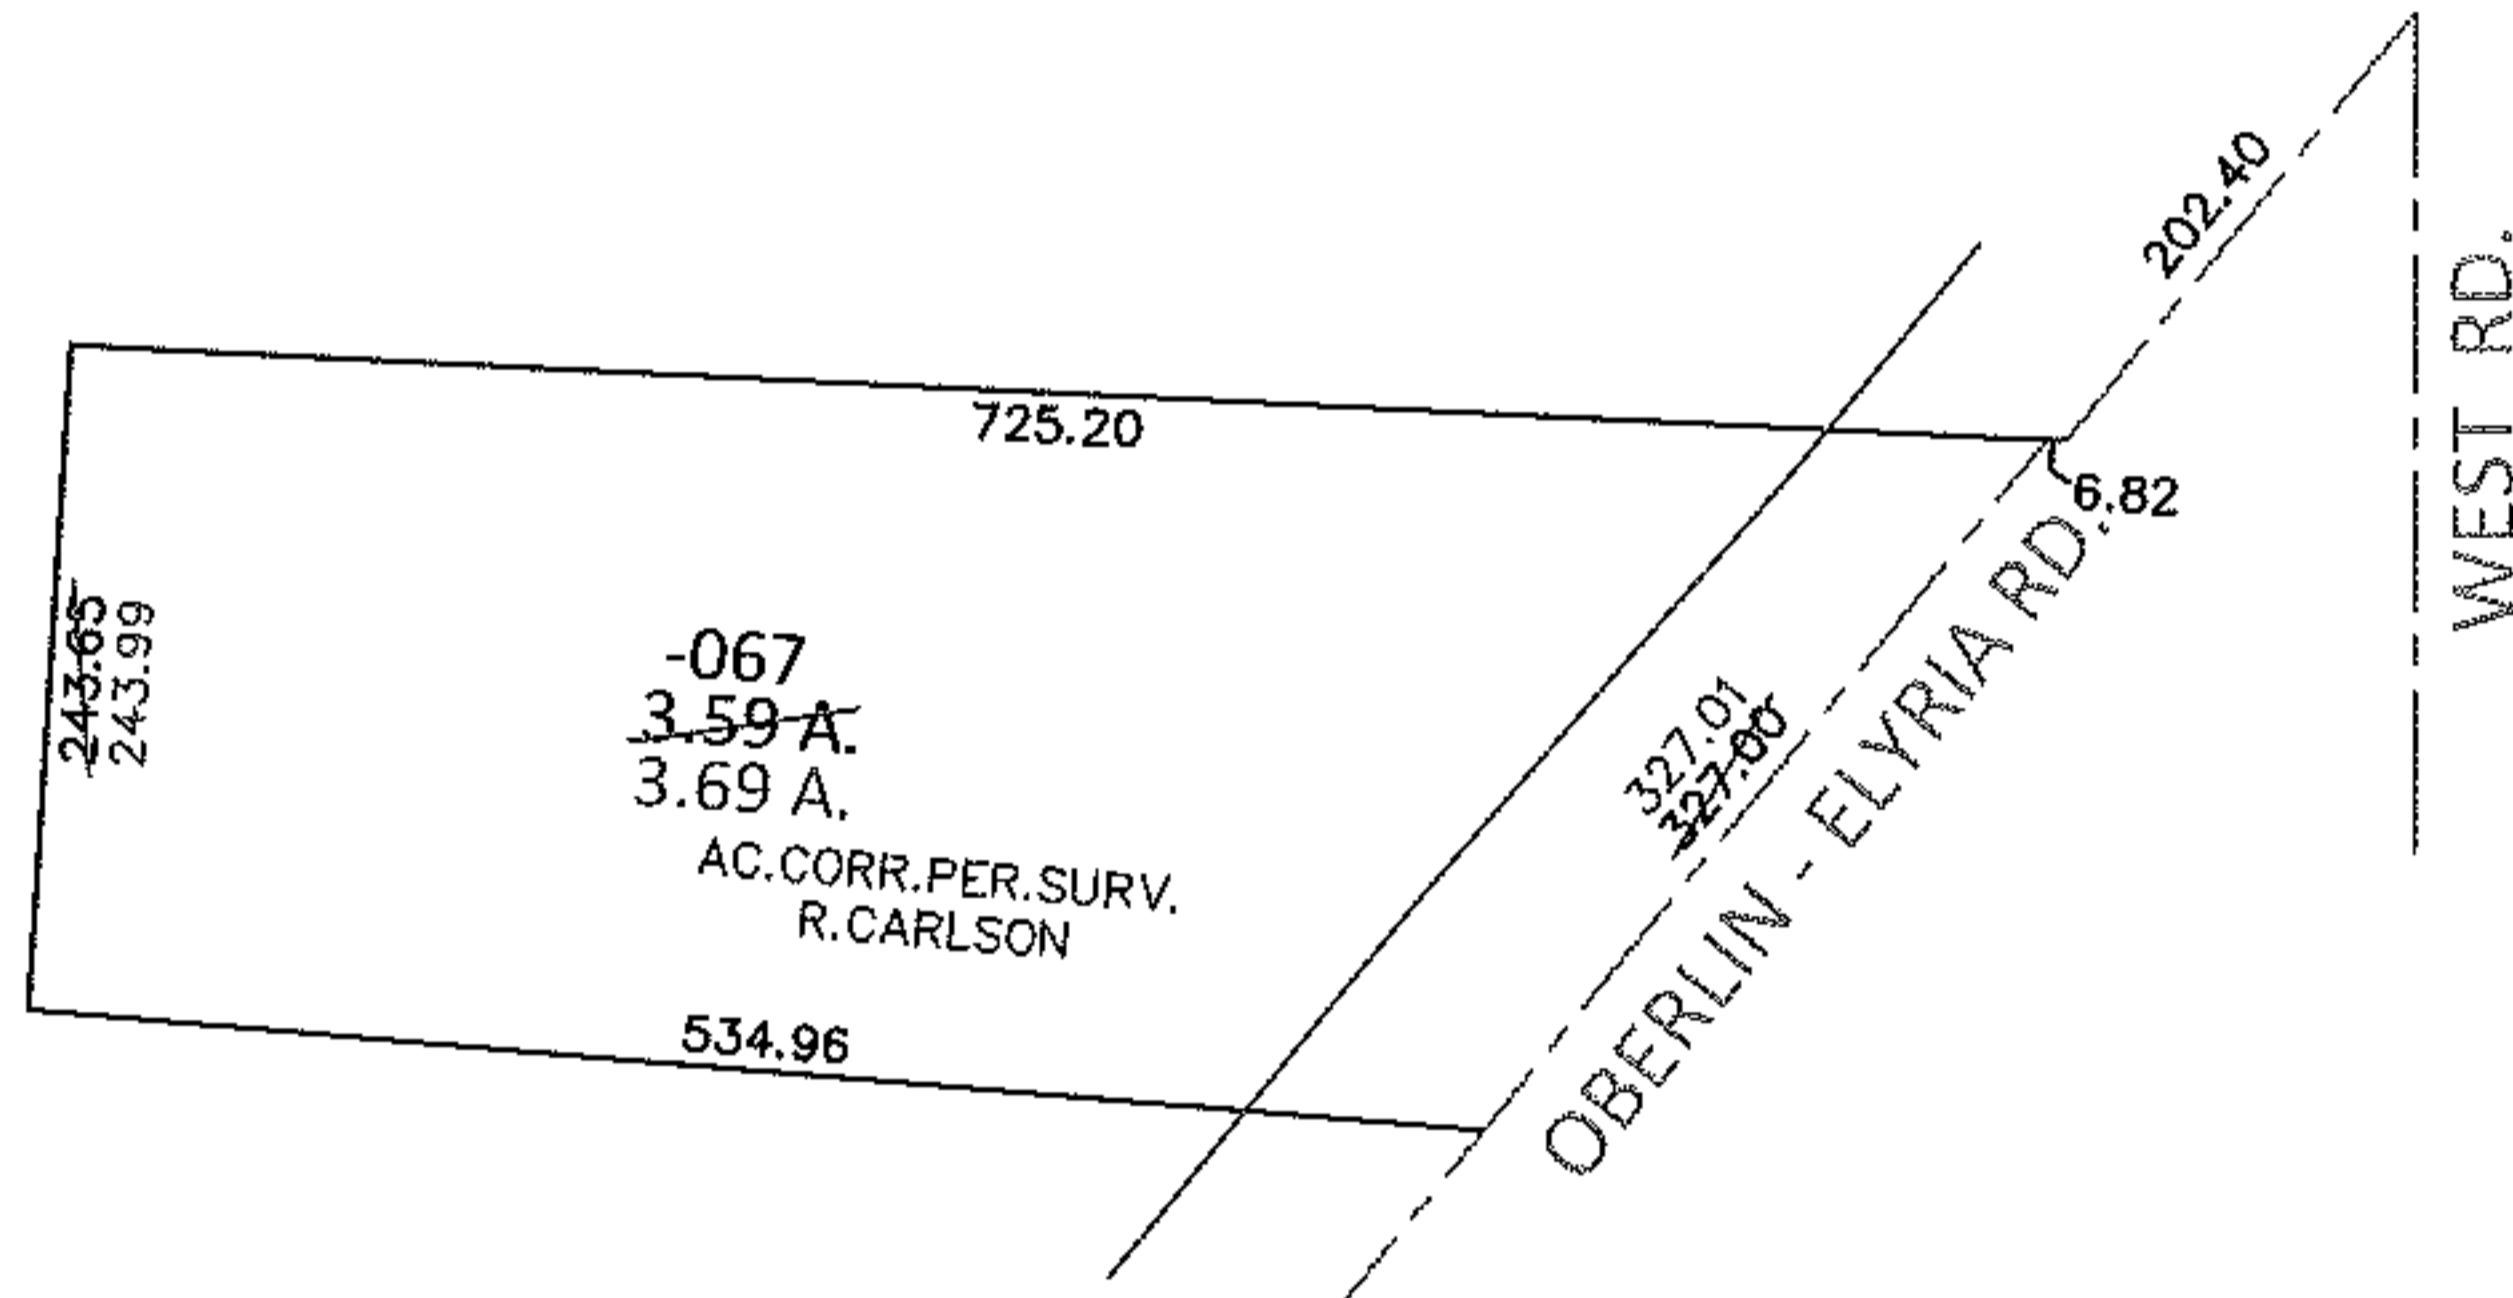 202.40
WEST RD.
725.20
6.82
243.65
243.99
-067
3.59 A.
3.69 A.
AC.CORR.PER.SURV.
R.CARLSON
327.01
327.00
OBERLIN - ELYRIA RD.
534.96